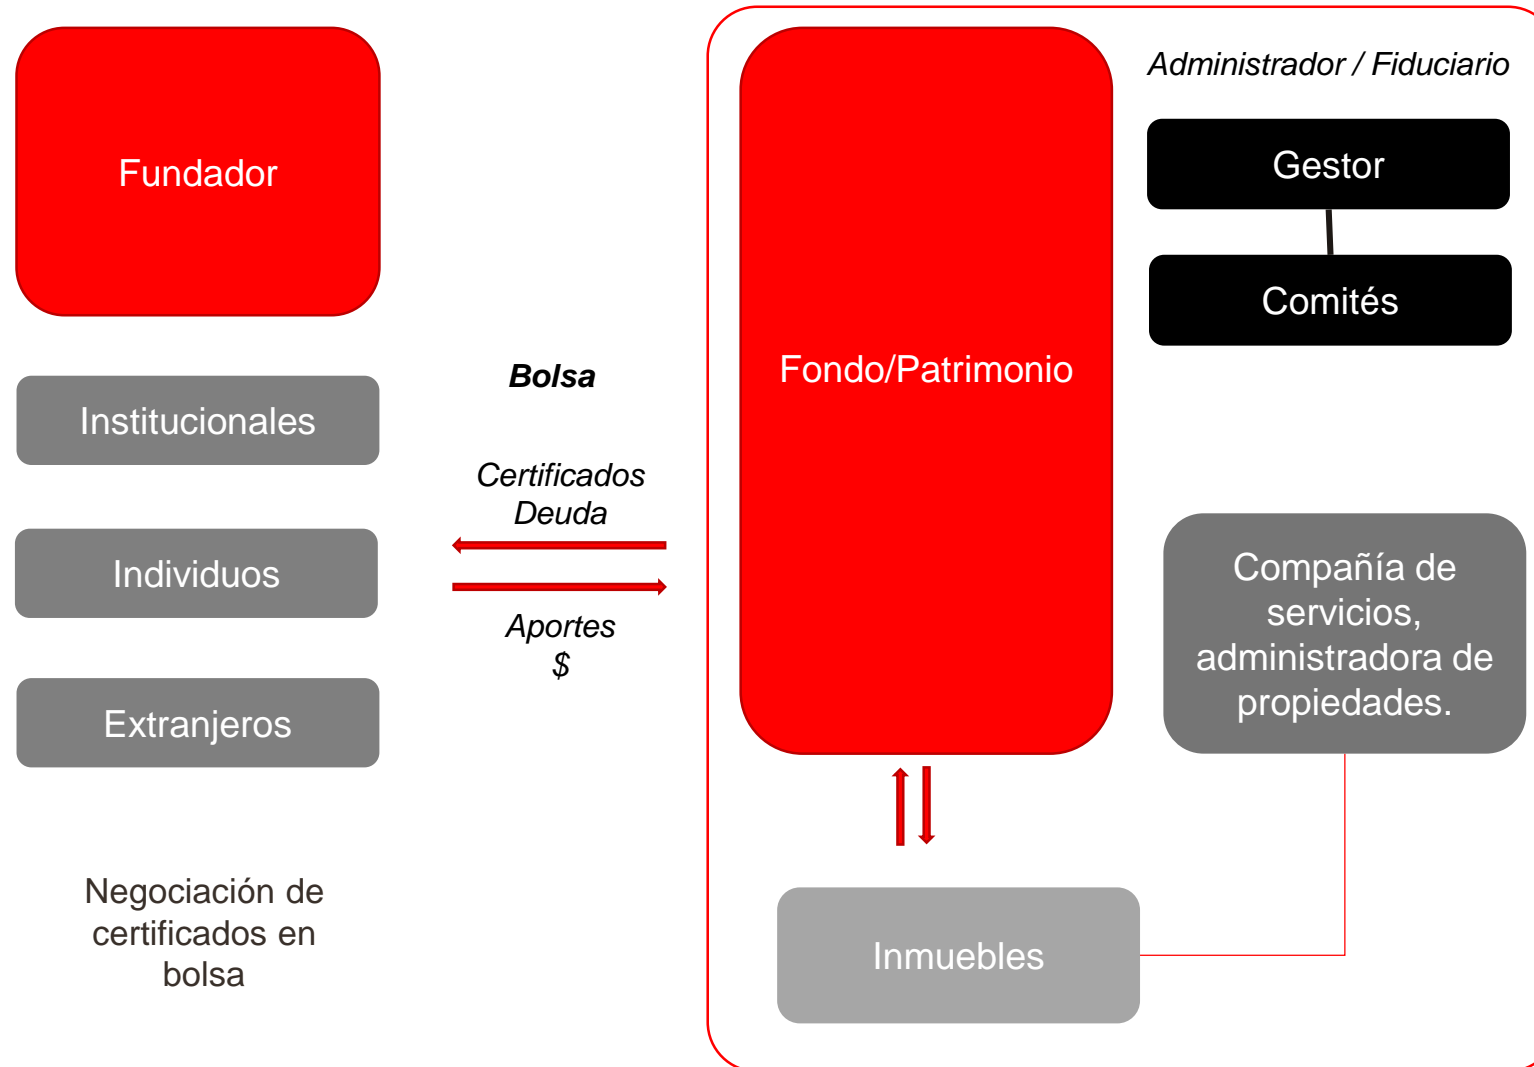 Fundador
Institucionales
Individuos
Extranjeros
Negociación de
certificados en
bolsa
Bolsa
Certificados
Deuda
Aportes
$
Fondo/Patrimonio
Administrador / Fiduciario
Gestor
Comités
Compañía de
servicios,
administradora de
propiedades.
Inmuebles